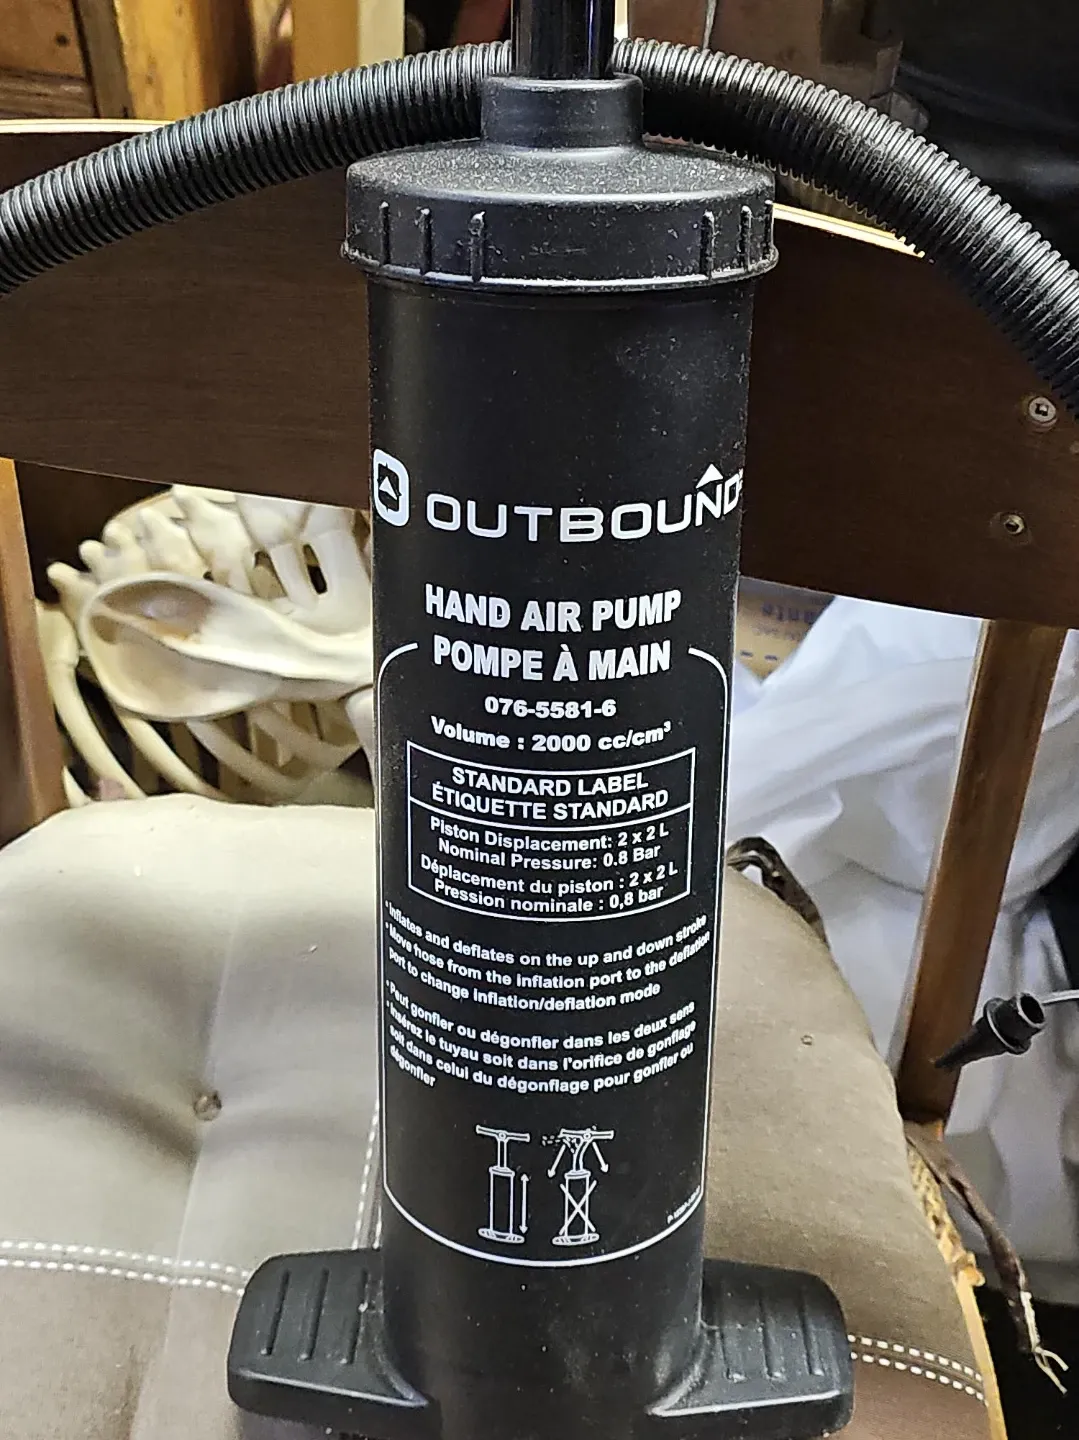 OUTBOUND
HAND AIR PUMP
POMPE À MAIN
076-5581-6
Volume : 2000 cc/cm³
STANDARD LABEL
ÉTIQUETTE STANDARD
Piston Displacement: 2 x 2 L
Nominal Pressure: 0.8 Bar
Déplacement du piston : 2 x 2 L
Pression nominale : 0,8 bar
• Inflates and deflates on the up and down stroke
• Move hose from the inflation port to the deflation
port to change inflation/deflation mode
• Peut gonfler ou dégonfler dans les deux sens
• Insérez le tuyau soit dans l'orifice de gonflage
soit dans celui du dégonflage pour gonfler ou
dégonfler